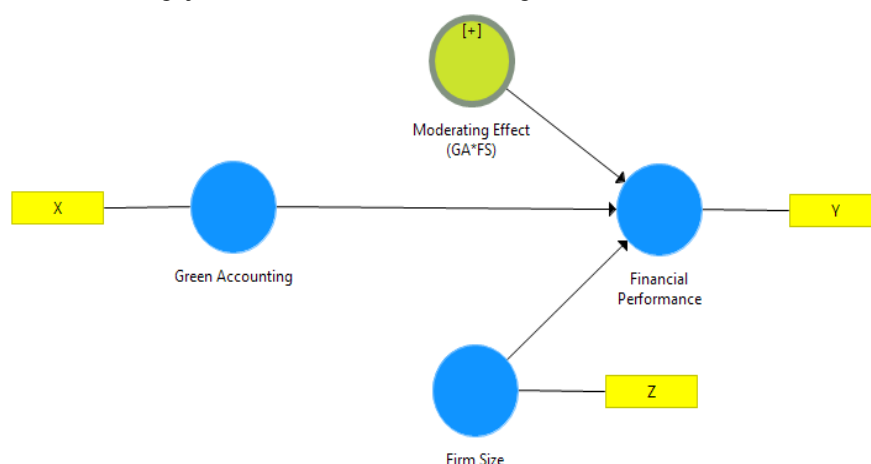 [+]
Moderating Effect
(GA*FS)
X
Y
Green Accounting
Financial
Performance
Z
Firm Size